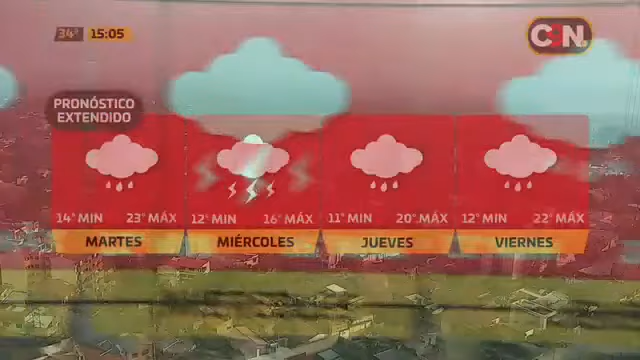 34° 15:05
C9N.
PRONÓSTICO
EXTENDIDO
14° MIN 23° MÁX 12° MIN 16° MÁX 11° MIN 20° MÁX 12° MIN 22° MÁX
MARTES MIÉRCOLES JUEVES VIERNES